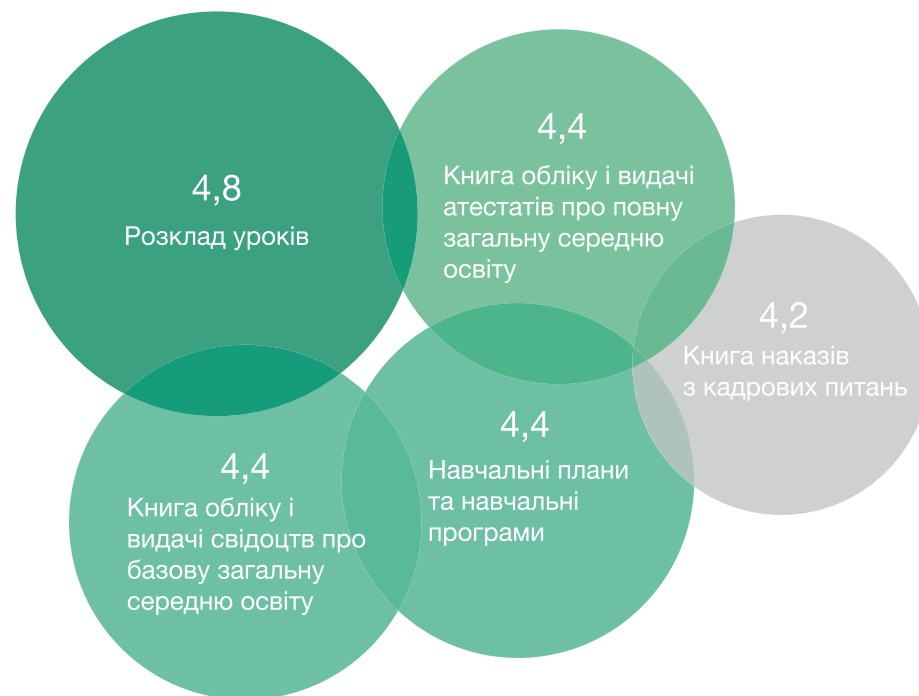 4,8
Розклад уроків
4,4
Книга обліку і видачі
атестатів про повну
загальну середню
освіту
4,2
Книга наказів
з кадрових питань
4,4
Книга обліку і
видачі свідоцтв про
базову загальну
середню освіту
4,4
Навчальні плани
та навчальні
програми